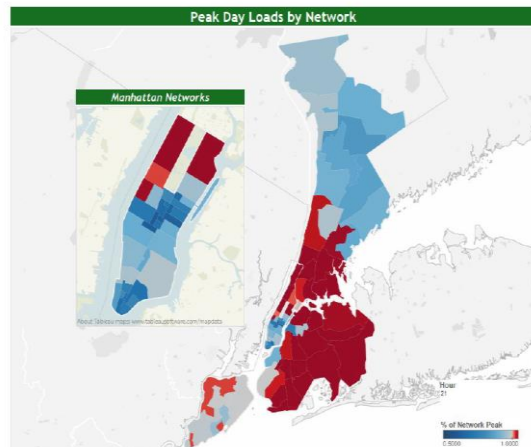 Peak Day Loads by Network
Manhattan Networks
About Tableau maps: www.tableausoftware.com/mapdata
Hour
21
% of Network Peak
0.5000
1.0000